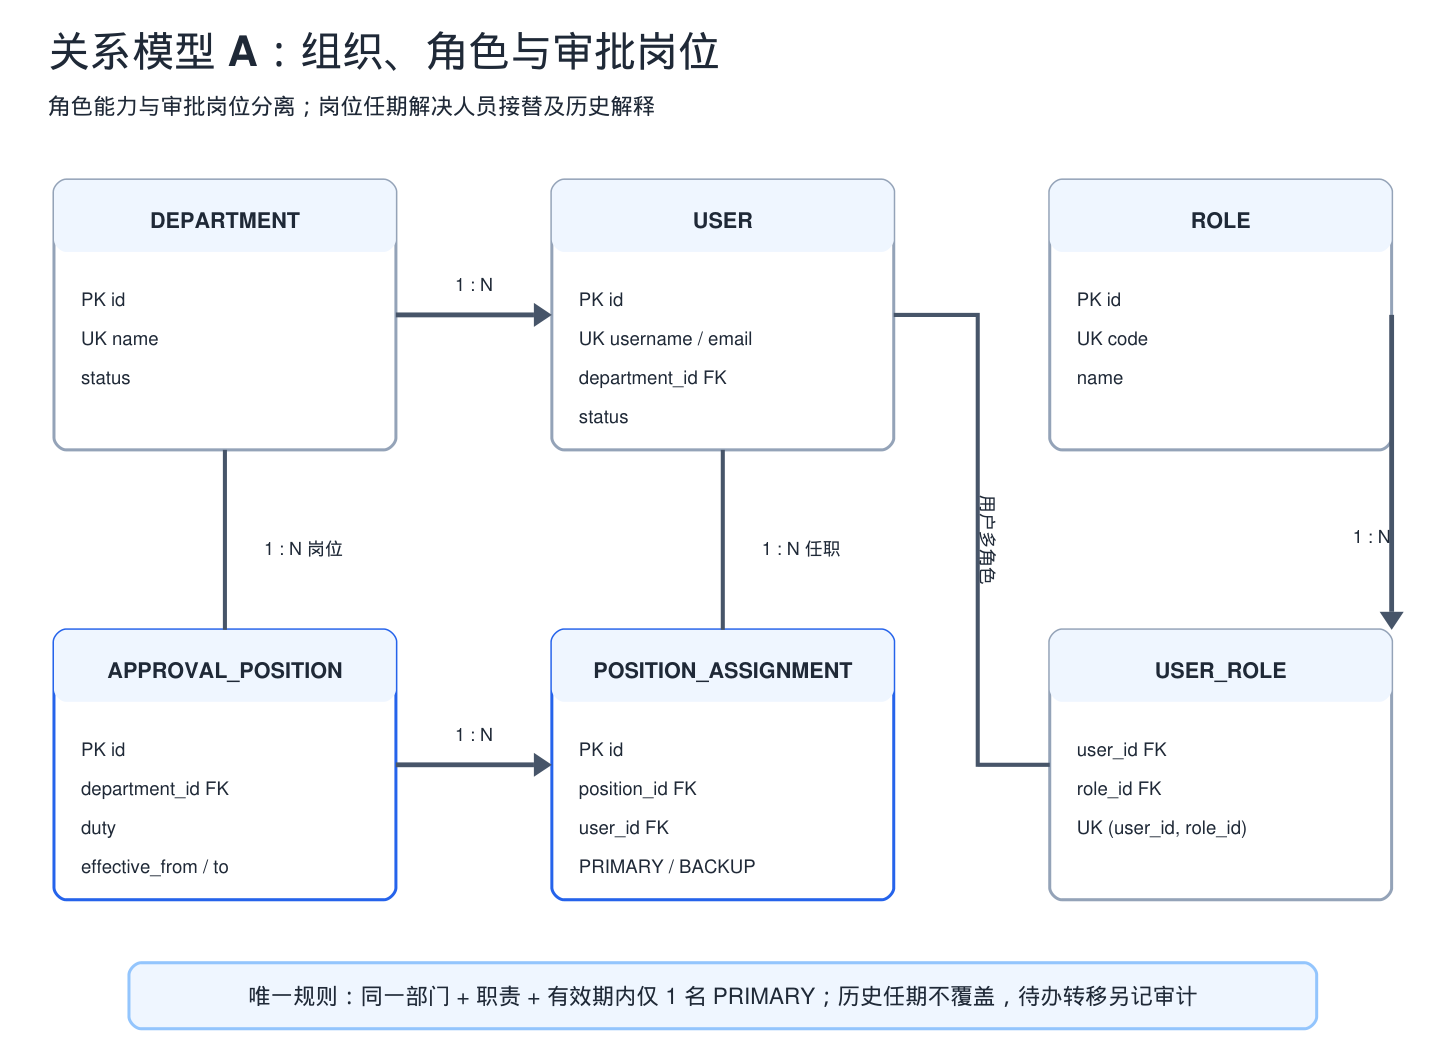 关系模型 A：组织、角色与审批岗位
角色能力与审批岗位分离；岗位任期解决人员接替及历史解释
DEPARTMENT
PK id
UK name
status
1 : N
USER
PK id
UK username / email
department_id FK
status
ROLE
PK id
UK code
name
1 : N 岗位
1 : N 任职
用户多角色
1 : N
APPROVAL_POSITION
PK id
department_id FK
duty
effective_from / to
1 : N
POSITION_ASSIGNMENT
PK id
position_id FK
user_id FK
PRIMARY / BACKUP
USER_ROLE
user_id FK
role_id FK
UK (user_id, role_id)
唯一规则：同一部门 + 职责 + 有效期内仅 1 名 PRIMARY；历史任期不覆盖，待办转移另记审计